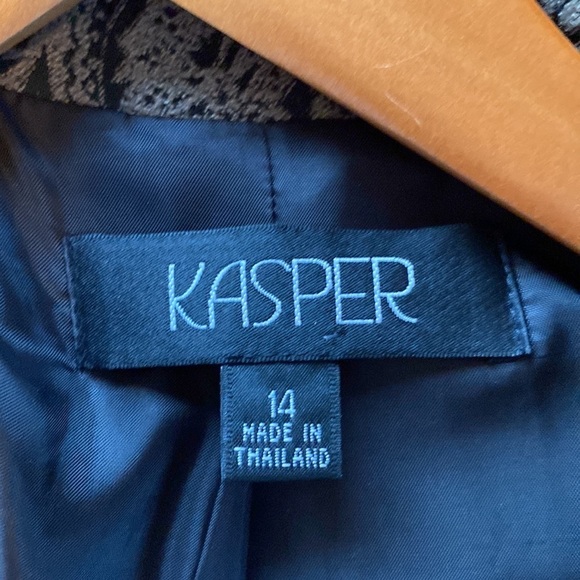 KASPER
14
MADE IN
THAILAND